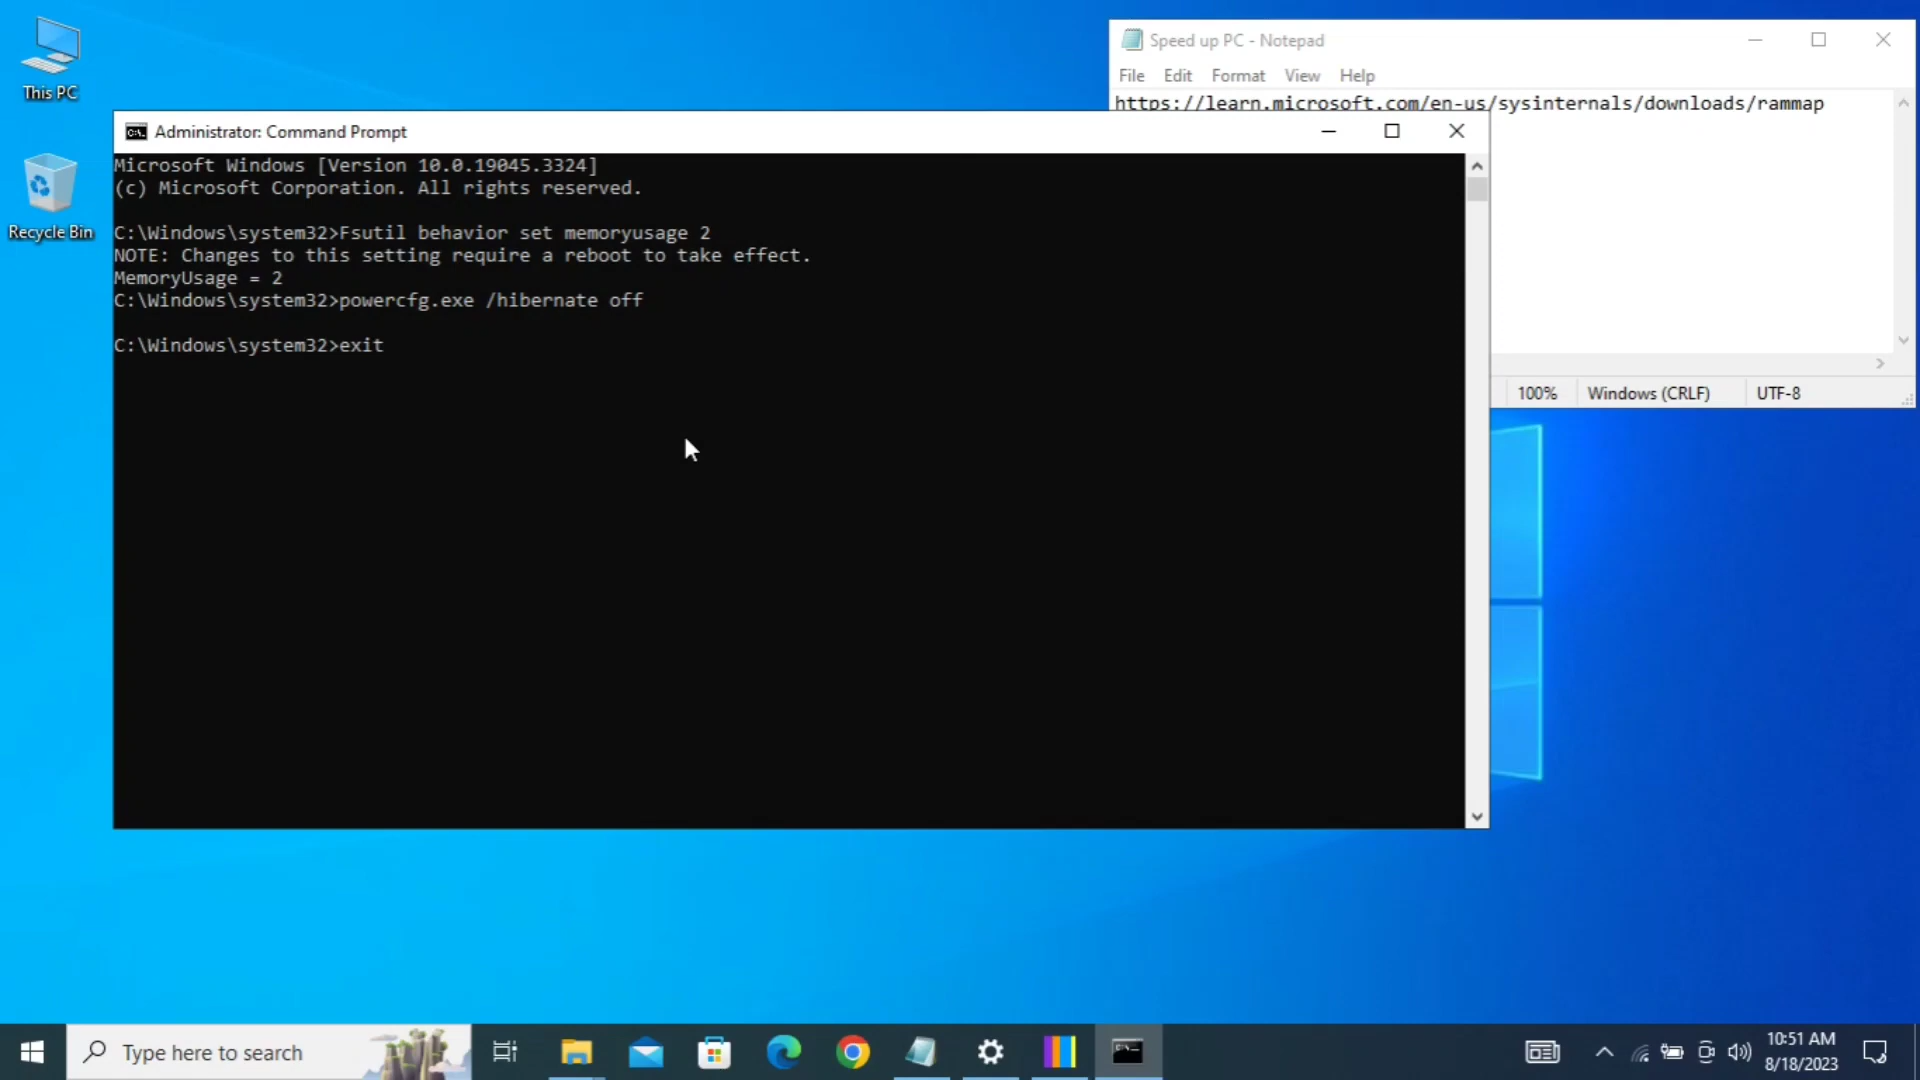 This PC
Recycle Bin
Speed up PC - Notepad
File Edit Format View Help
https://learn.microsoft.com/en-us/sysinternals/downloads/rammap
100% Windows (CRLF) UTF-8
Administrator: Command Prompt
Microsoft Windows [Version 10.0.19045.3324]
(c) Microsoft Corporation. All rights reserved.
C:\Windows\system32>Fsutil behavior set memoryusage 2
NOTE: Changes to this setting require a reboot to take effect.
MemoryUsage = 2
C:\Windows\system32>powercfg.exe /hibernate off
C:\Windows\system32>exit
Type here to search
10:51 AM
8/18/2023